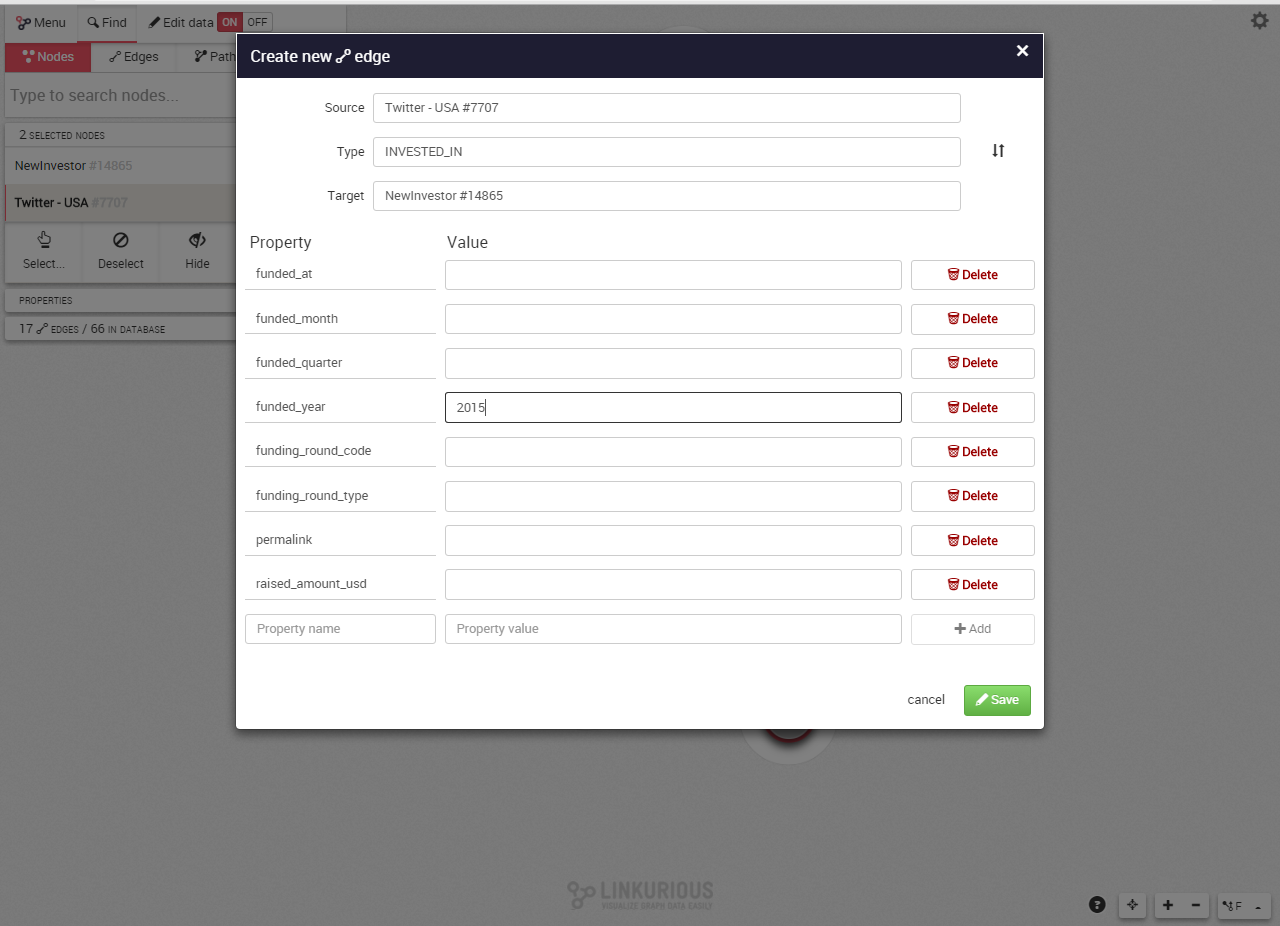 Menu Find Edit data ON OFF
Nodes Edges Path
Type to search nodes...
2 SELECTED NODES
NewInvestor #14865
Twitter - USA #7707
Select... Deselect Hide
PROPERTIES
17 EDGES / 66 IN DATABASE
Create new edge
Source Twitter - USA #7707
Type INVESTED_IN
Target NewInvestor #14865
Property Value
funded_at Delete
funded_month Delete
funded_quarter Delete
funded_year 2015 Delete
funding_round_code Delete
funding_round_type Delete
permalink Delete
raised_amount_usd Delete
Property name Property value Add
cancel Save
LINKURIOUS
VISUALIZE GRAPH DATA EASILY
F